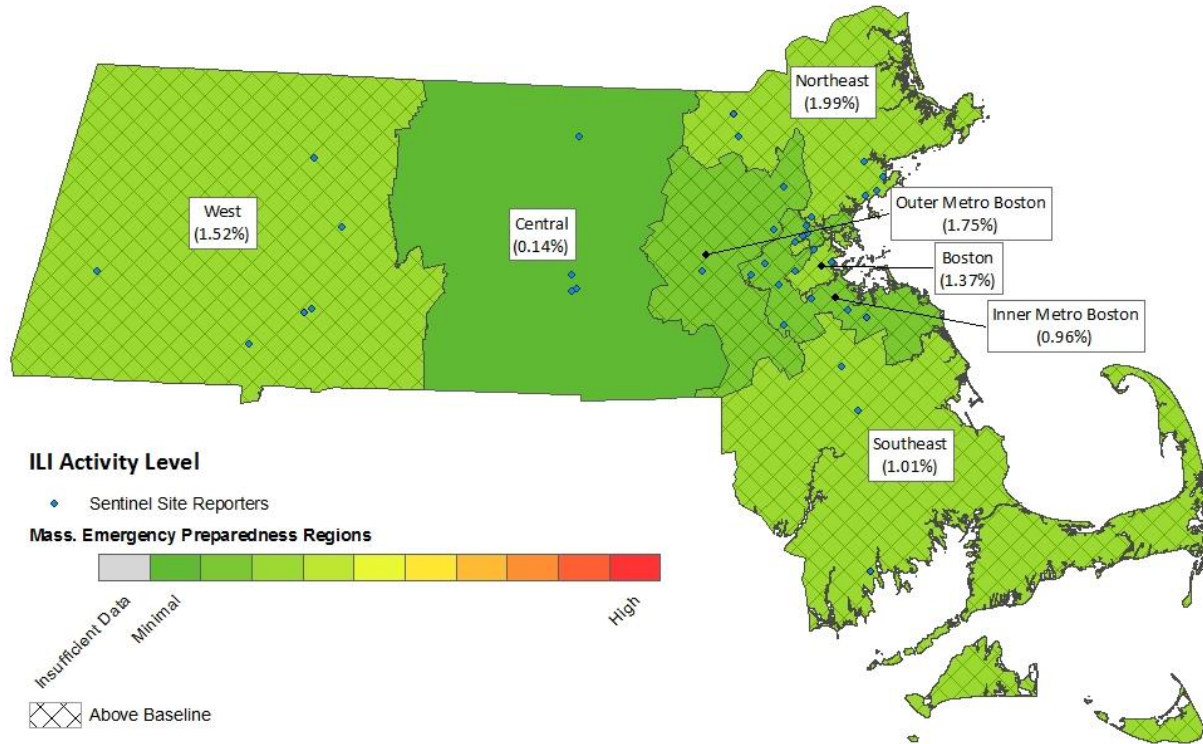 Northeast
(1.99%)
West
(1.52%)
Central
(0.14%)
Outer Metro Boston
(1.75%)
Boston
(1.37%)
Inner Metro Boston
(0.96%)
Southeast
(1.01%)
ILI Activity Level
Sentinel Site Reporters
Mass. Emergency Preparedness Regions
Insufficient Data
Minimal
High
Above Baseline